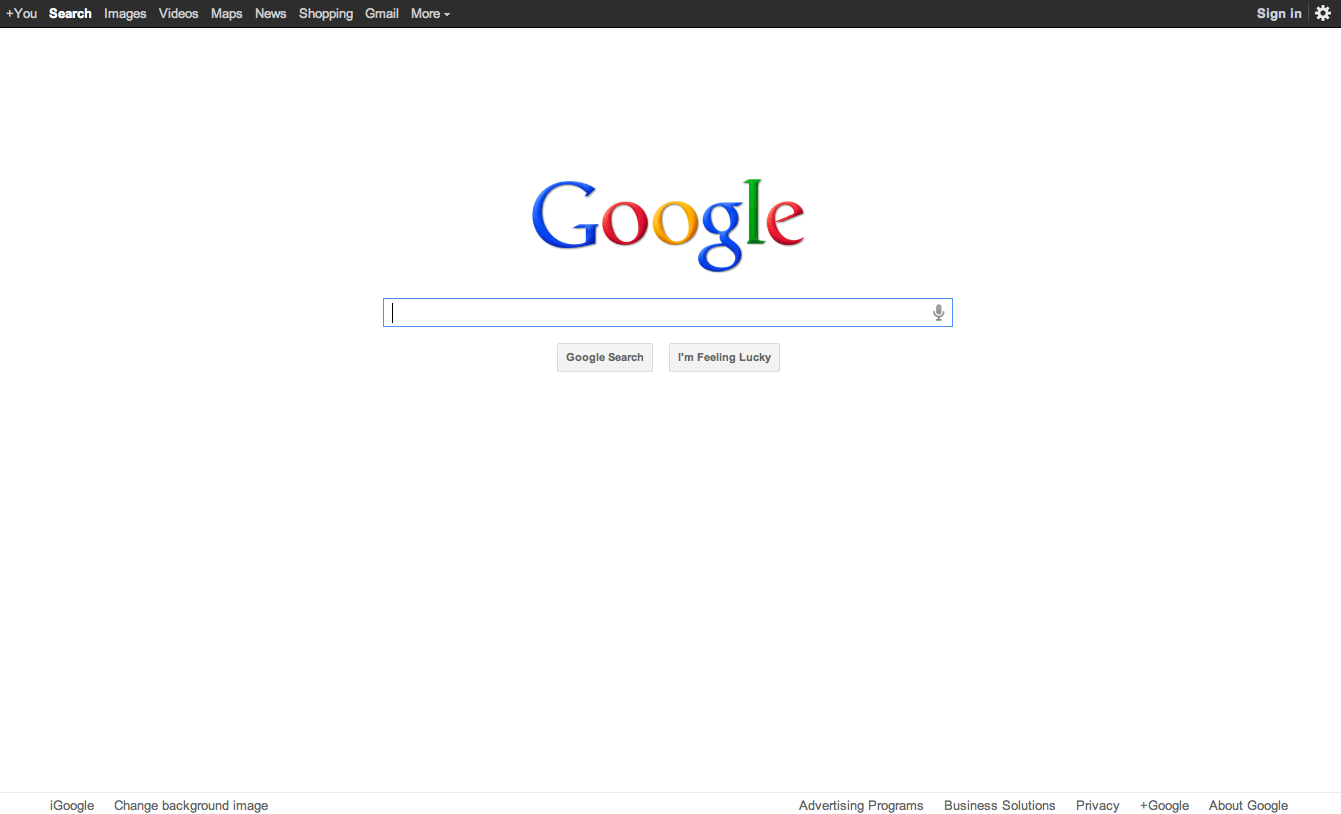 +You Search Images Videos Maps News Shopping Gmail More Sign in
Google
Google Search I'm Feeling Lucky
iGoogle Change background image Advertising Programs Business Solutions Privacy +Google About Google